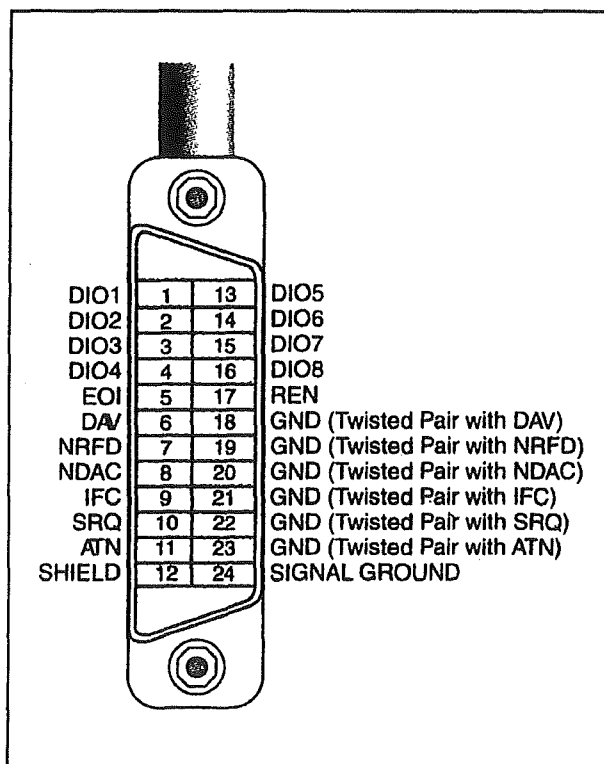 DIO1 1 13 DIO5
DIO2 2 14 DIO6
DIO3 3 15 DIO7
DIO4 4 16 DIO8
EOI 5 17 REN
DAV 6 18 GND (Twisted Pair with DAV)
NRFD 7 19 GND (Twisted Pair with NRFD)
NDAC 8 20 GND (Twisted Pair with NDAC)
IFC 9 21 GND (Twisted Pair with IFC)
SRQ 10 22 GND (Twisted Pair with SRQ)
ATN 11 23 GND (Twisted Pair with ATN)
SHIELD 12 24 SIGNAL GROUND